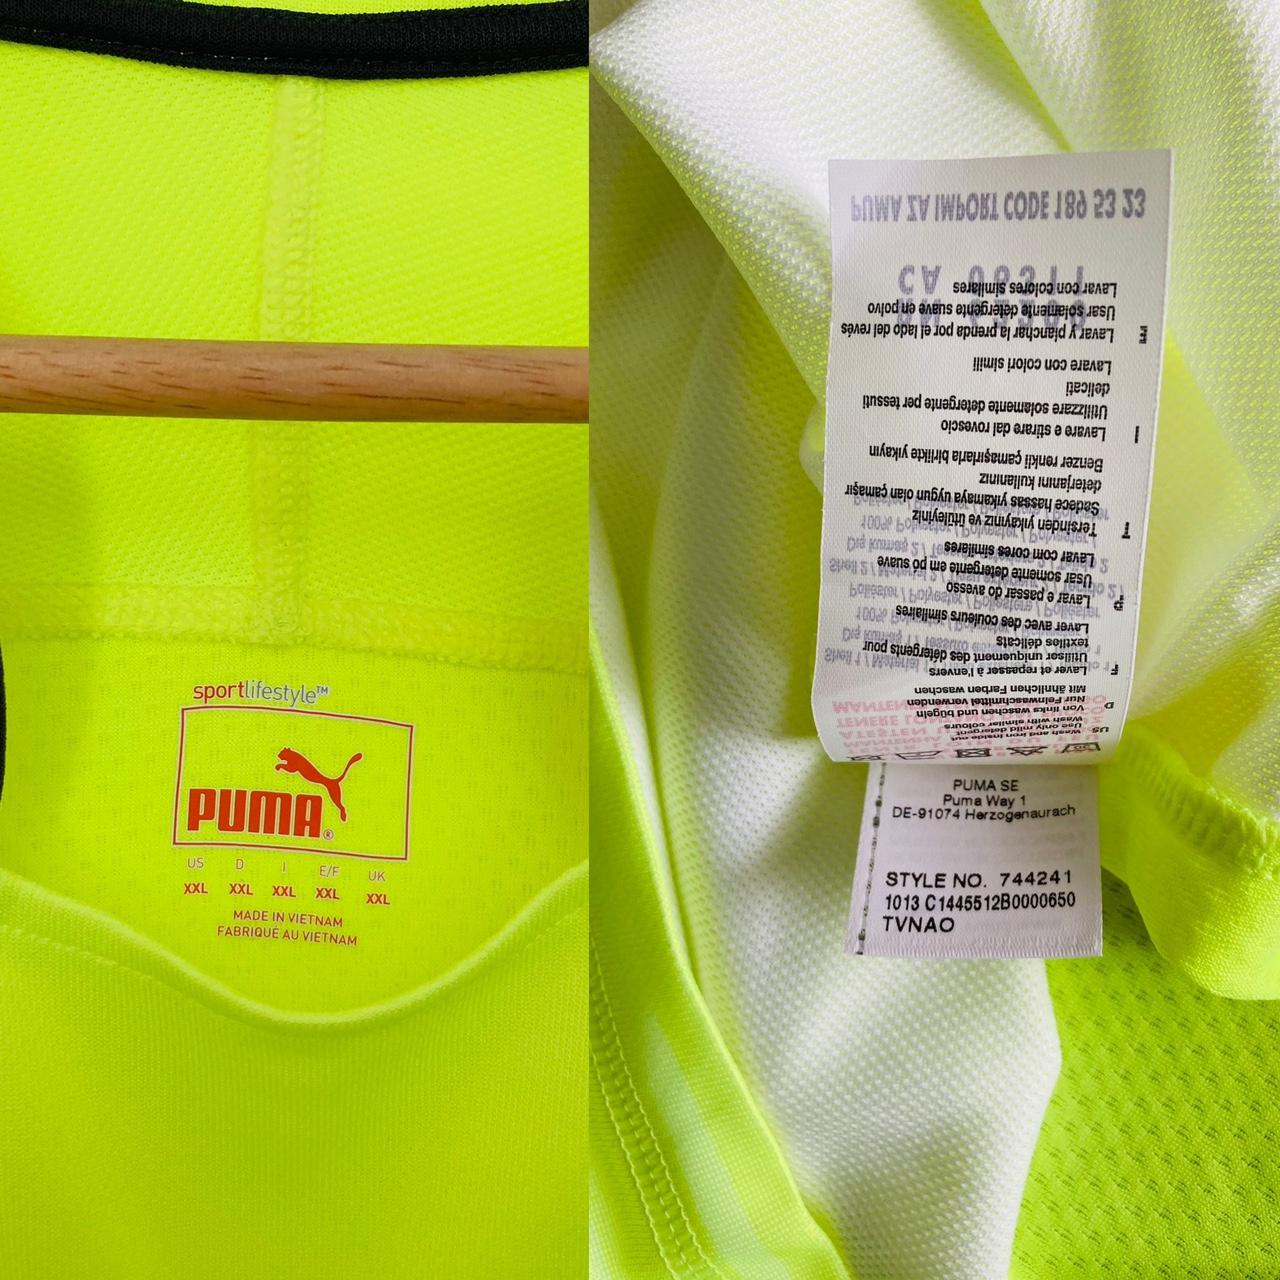 sportlifestyle™
PUMA®
US D I E/F UK
XXL XXL XXL XXL XXL
MADE IN VIETNAM
FABRIQUÉ AU VIETNAM
PUMA ZA IMPORT CODE 189 53 23
E
Lavar y planchar la prenda por el lado del revés
Usar solamente detergente suave en polvo
Lavar con colores similares
I
Lavare e stirare dal rovescio
Utilizzare solamente detergente per tessuti
delicati
Lavare con colori simili
Tersinden yıkayınız ve ütüleyiniz
Sadece hassas yıkamaya uygun olan çamaşır
deterjanını kullanınız
Benzer renkli çamaşırlarla birlikte yıkayın
Lavar e passar do avesso
Usar somente detergente em pó suave
Lavar com cores similares
F
Laver et repasser à l'envers
Utiliser uniquement des détergents pour
textiles délicats
Laver avec des couleurs similaires
D
Von links waschen und bügeln
Nur Feinwaschmittel verwenden
Mit ähnlichen Farben waschen
US
Wash and iron inside out
Use only mild detergent
Wash with similar colours
PUMA SE
Puma Way 1
DE-91074 Herzogenaurach
STYLE NO. 744241
1013 C1445512B0000650
TVNAO